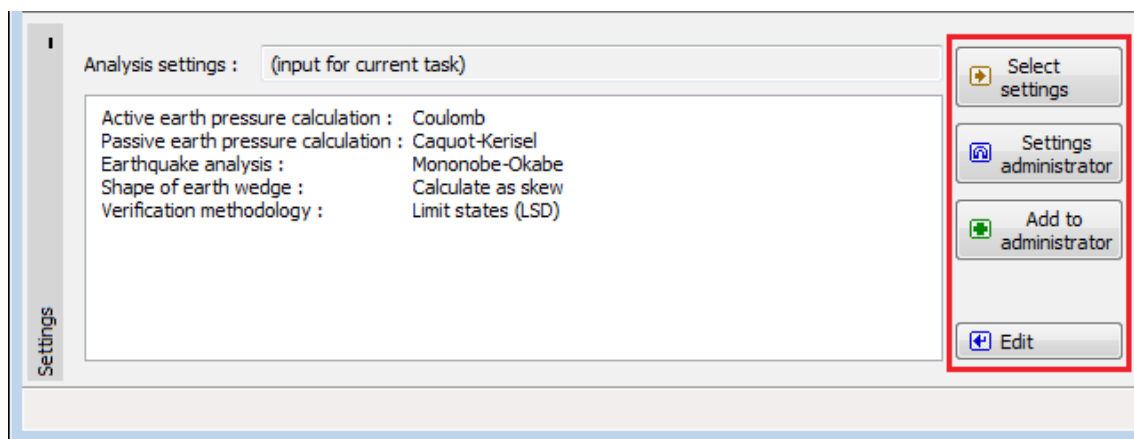 Analysis settings : (input for current task)
Active earth pressure calculation : Coulomb
Passive earth pressure calculation : Caquot-Kerisel
Earthquake analysis : Mononobe-Okabe
Shape of earth wedge : Calculate as skew
Verification methodology : Limit states (LSD)
Select
settings
Settings
administrator
Add to
administrator
Edit
Settings